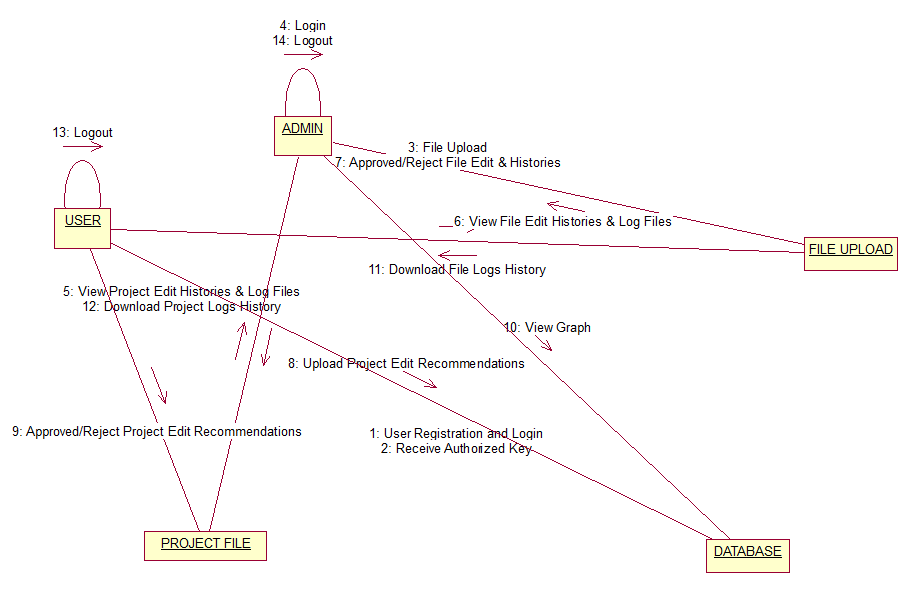 4: Login
14: Logout
ADMIN
13: Logout
3: File Upload
7: Approved/Reject File Edit & Histories
USER
6: View File Edit Histories & Log Files
FILE UPLOAD
11: Download File Logs History
5: View Project Edit Histories & Log Files
12: Download Project Logs History
10: View Graph
8: Upload Project Edit Recommendations
9: Approved/Reject Project Edit Recommendations
1: User Registration and Login
2: Receive Authorized Key
PROJECT FILE
DATABASE